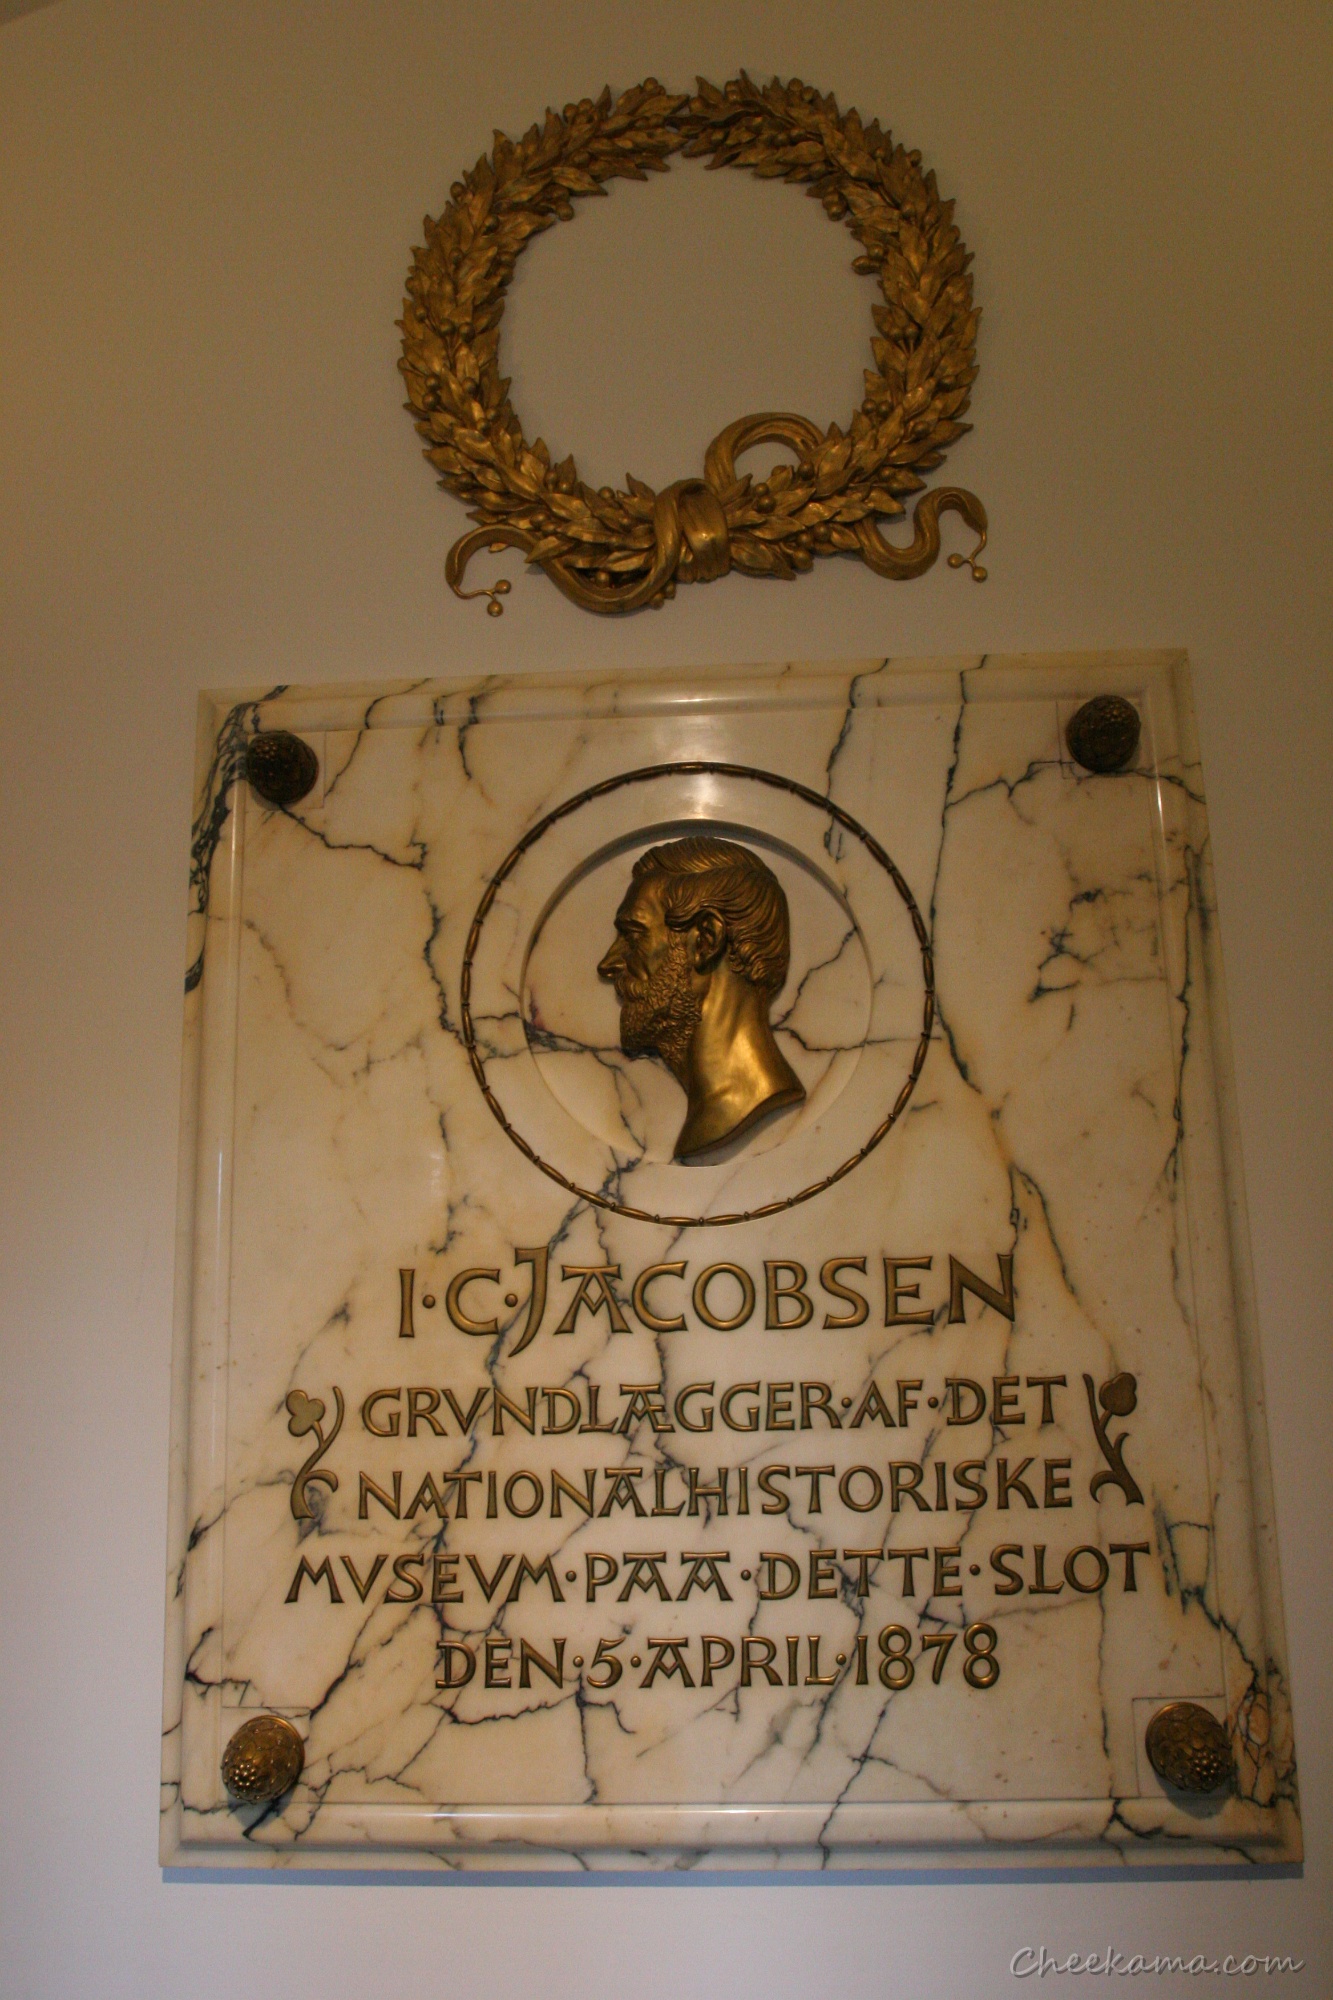 I·C·JACOBSEN
GRVNDLÆGGER·AF·DET
NATIONALHISTORISKE
MVSEVM·PAA·DETTE·SLOT
DEN·5·APRIL·1878
Cheekama.com